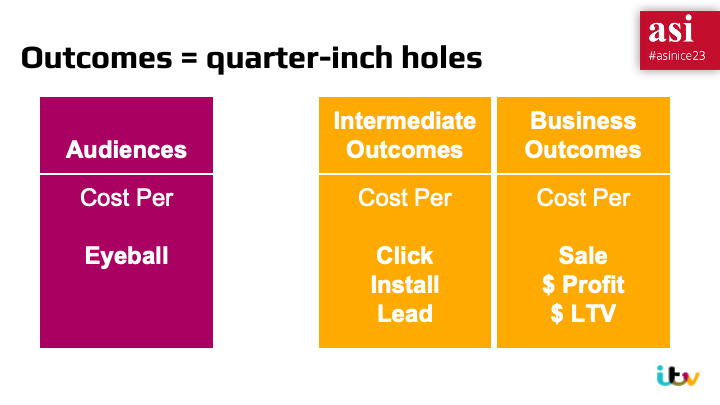 Outcomes = quarter-inch holes
asi
#asinice23
Audiences
Cost Per
Eyeball
Intermediate
Outcomes
Cost Per
Click
Install
Lead
Business
Outcomes
Cost Per
Sale
$ Profit
$ LTV
itv